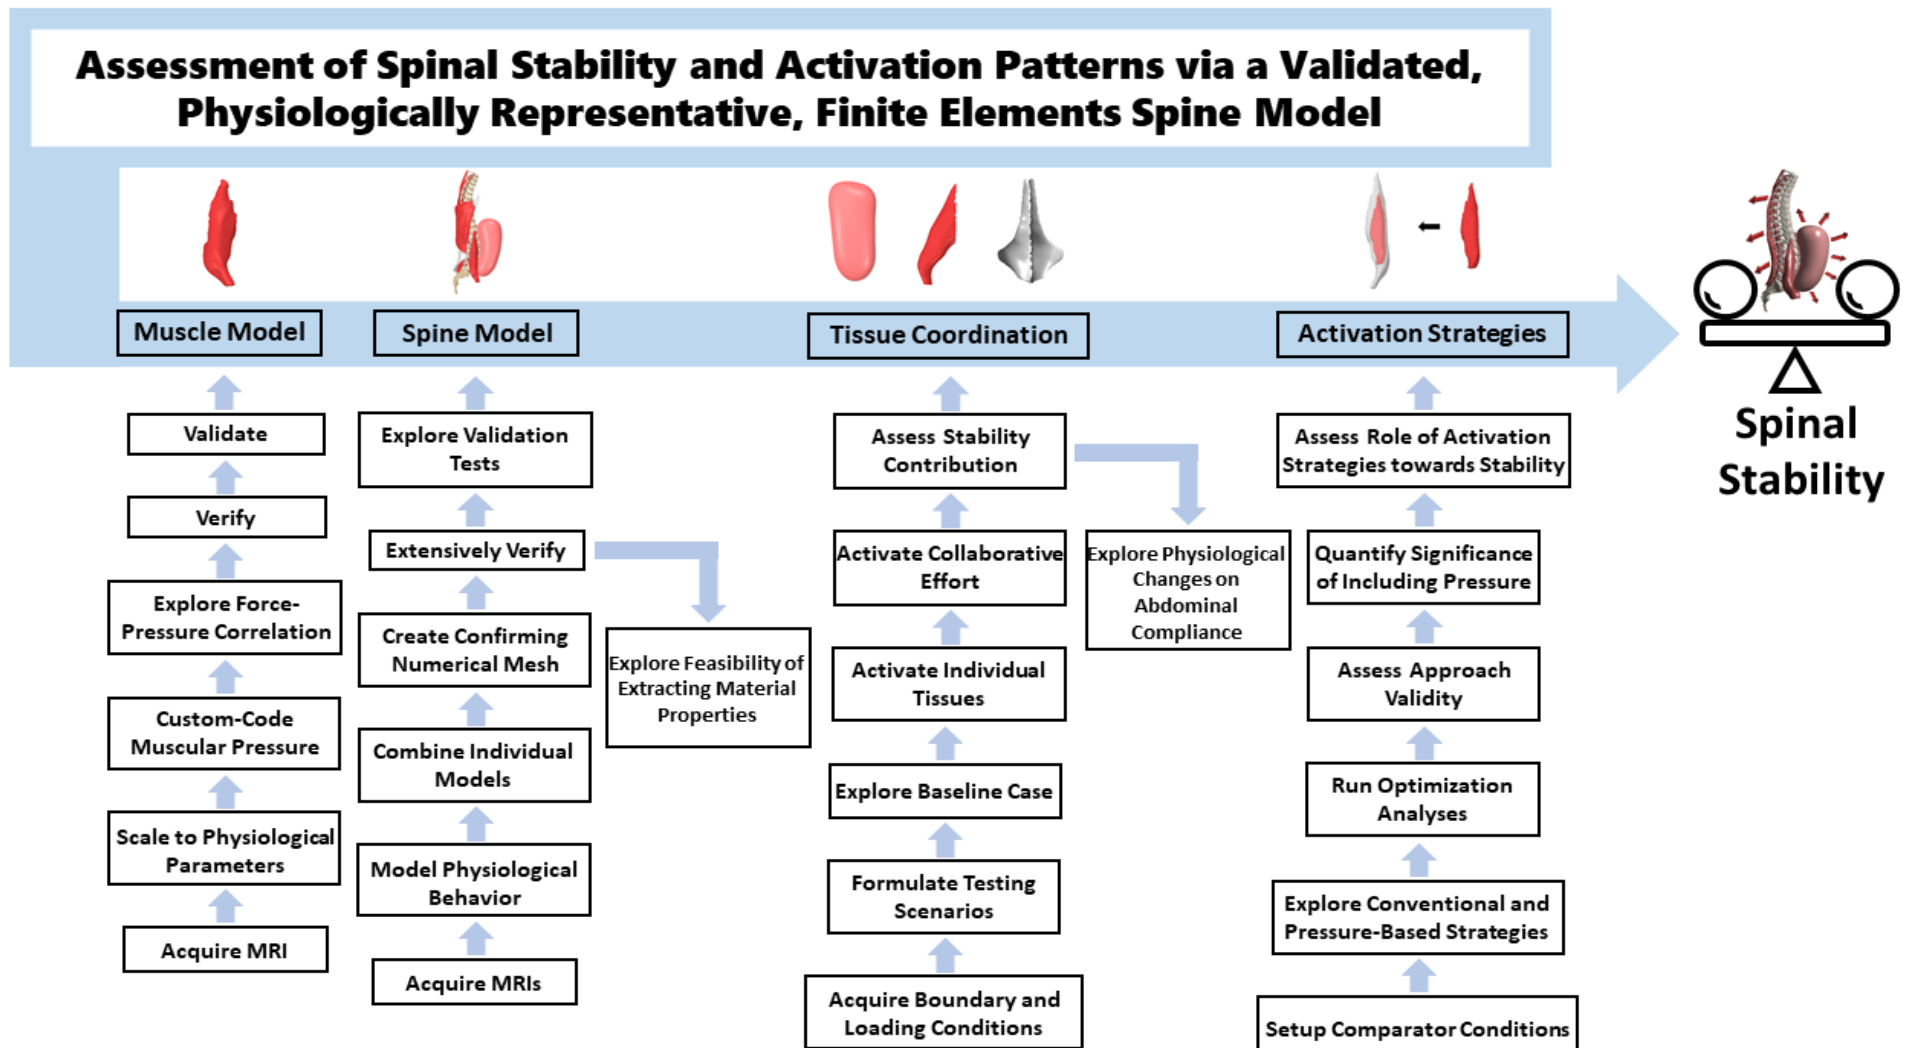 Assessment of Spinal Stability and Activation Patterns via a Validated,
Physiologically Representative, Finite Elements Spine Model
Muscle Model
Spine Model
Tissue Coordination
Activation Strategies
Spinal
Stability
Validate
Verify
Explore Force-
Pressure Correlation
Custom-Code
Muscular Pressure
Scale to Physiological
Parameters
Acquire MRI
Explore Validation
Tests
Extensively Verify
Create Confirming
Numerical Mesh
Combine Individual
Models
Model Physiological
Behavior
Acquire MRIs
Explore Feasibility of
Extracting Material
Properties
Assess Stability
Contribution
Activate Collaborative
Effort
Activate Individual
Tissues
Explore Baseline Case
Formulate Testing
Scenarios
Acquire Boundary and
Loading Conditions
Explore Physiological
Changes on
Abdominal
Compliance
Assess Role of Activation
Strategies towards Stability
Quantify Significance
of Including Pressure
Assess Approach
Validity
Run Optimization
Analyses
Explore Conventional and
Pressure-Based Strategies
Setup Comparator Conditions